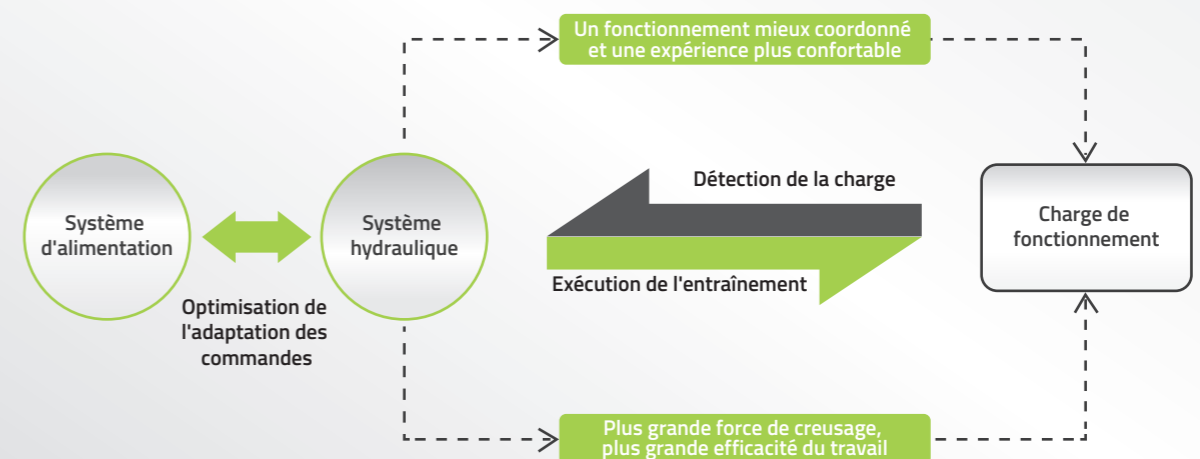 Un fonctionnement mieux coordonné
et une expérience plus confortable
Système
d'alimentation
Optimisation de
l'adaptation des
commandes
Système
hydraulique
Détection de la charge
Exécution de l'entraînement
Charge de
fonctionnement
Plus grande force de creusage,
plus grande efficacité du travail